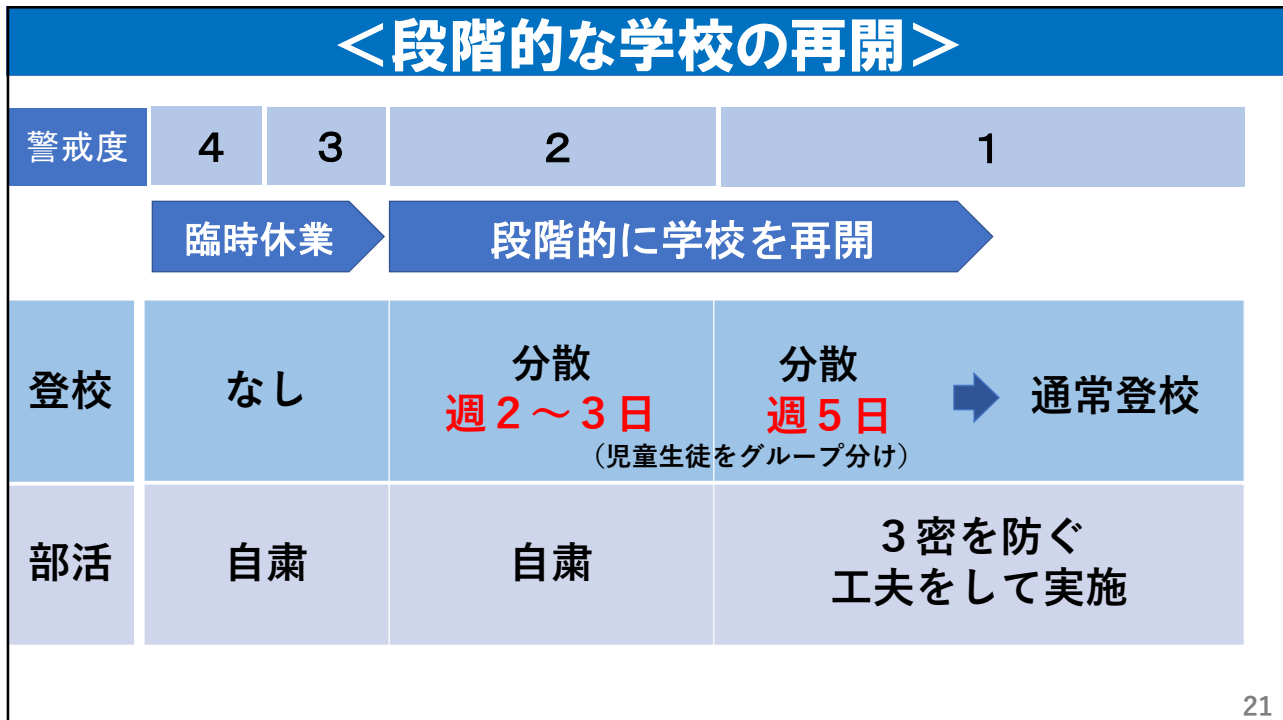 ＜段階的な学校の再開＞
警戒度
4
3
2
1
臨時休業
段階的に学校を再開
登校
なし
分散
週２～３日
分散
週５日
通常登校
（児童生徒をグループ分け）
部活
自粛
自粛
３密を防ぐ
工夫をして実施
21